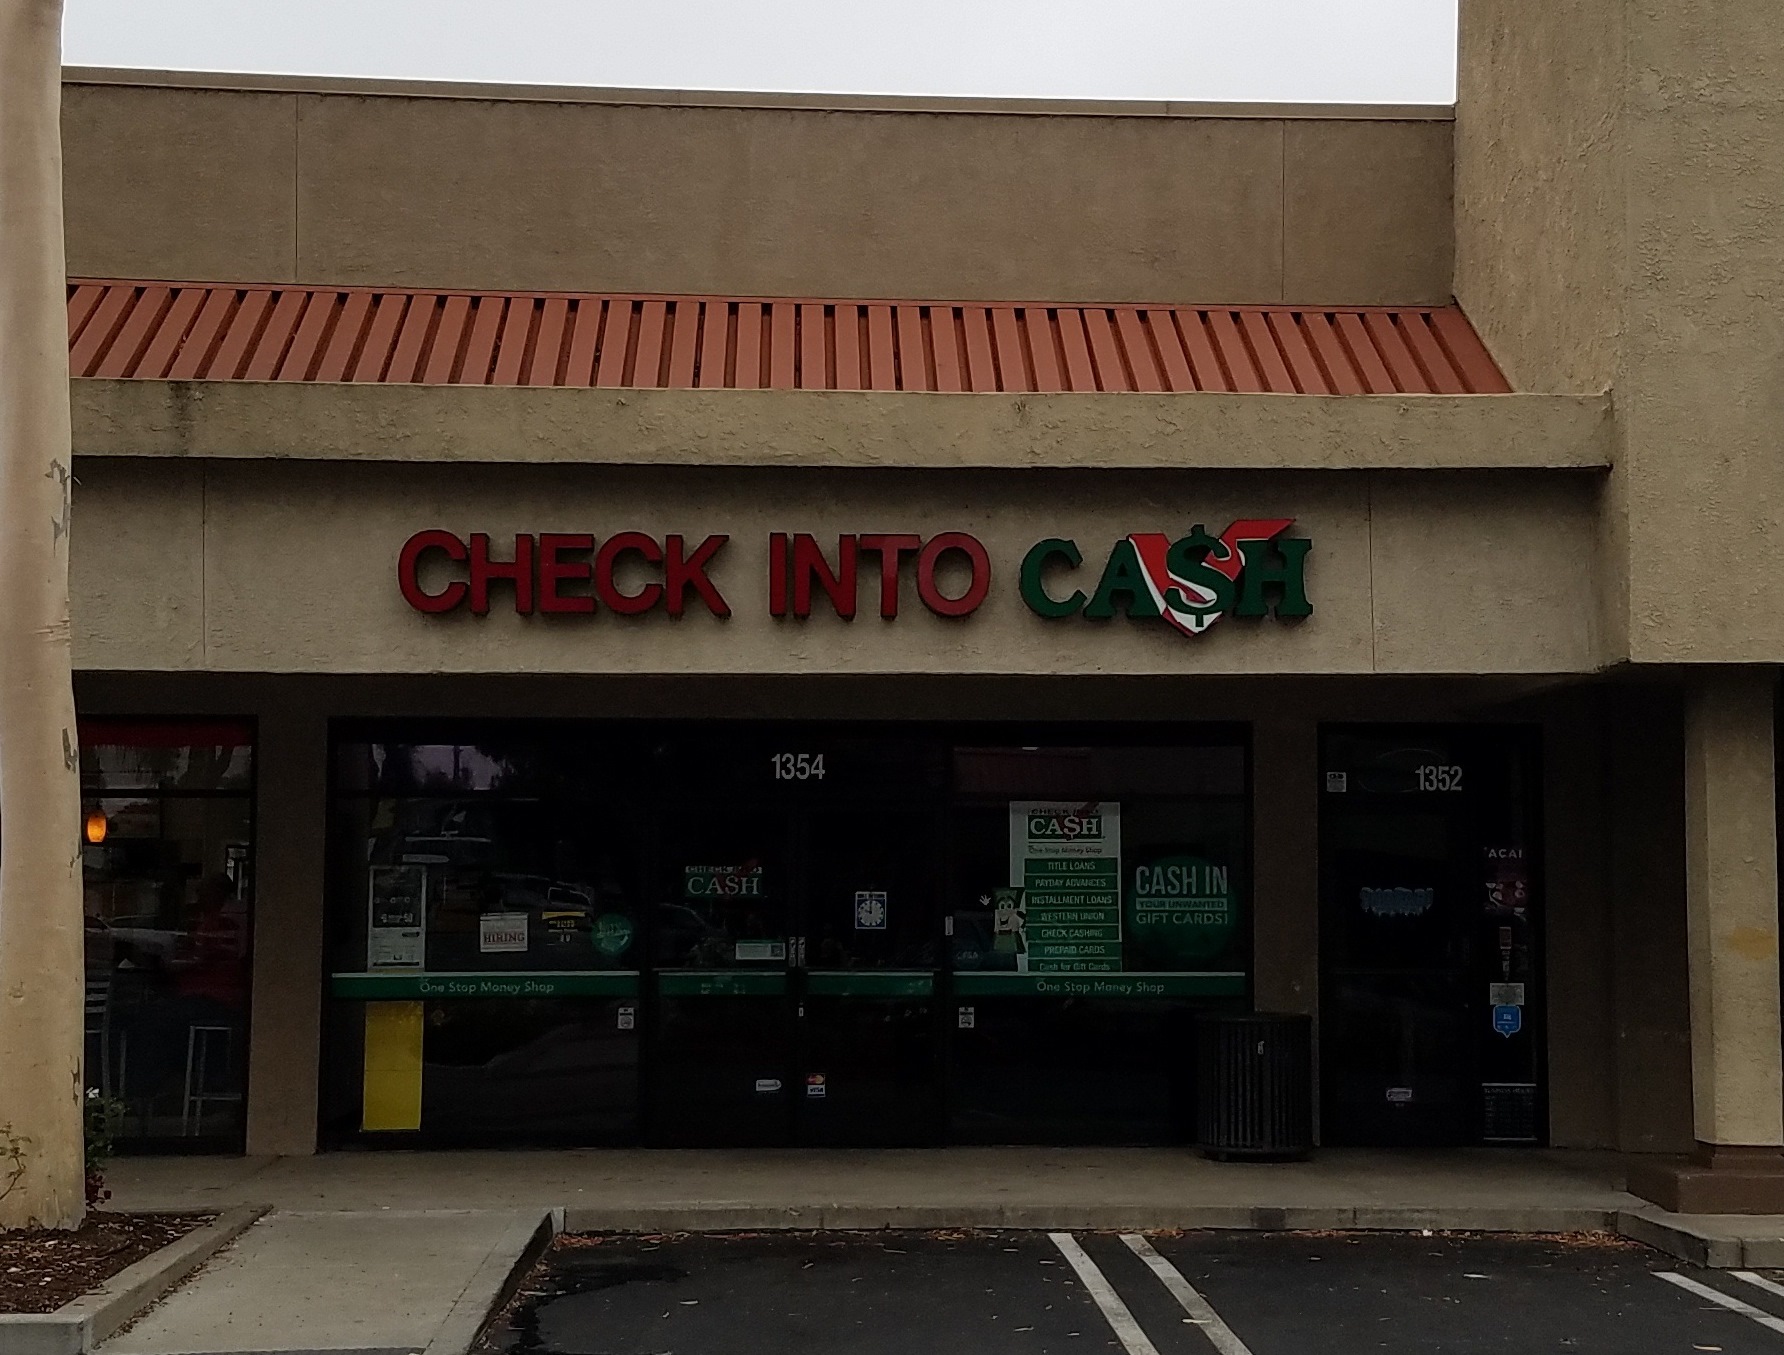 CHECK INTO CA$H
1354
1352
CHECK INTO
CA$H
One Stop Money Shop
TITLE LOANS
PAYDAY ADVANCES
INSTALLMENT LOANS
WESTERN UNION
CHECK CASHING
PREPAID CARDS
Cash for Gift Cards
CASH IN
YOUR UNWANTED
GIFT CARDS!
CHECK INTO
CA$H
HIRING
ACAI
One Stop Money Shop
One Stop Money Shop
VISA